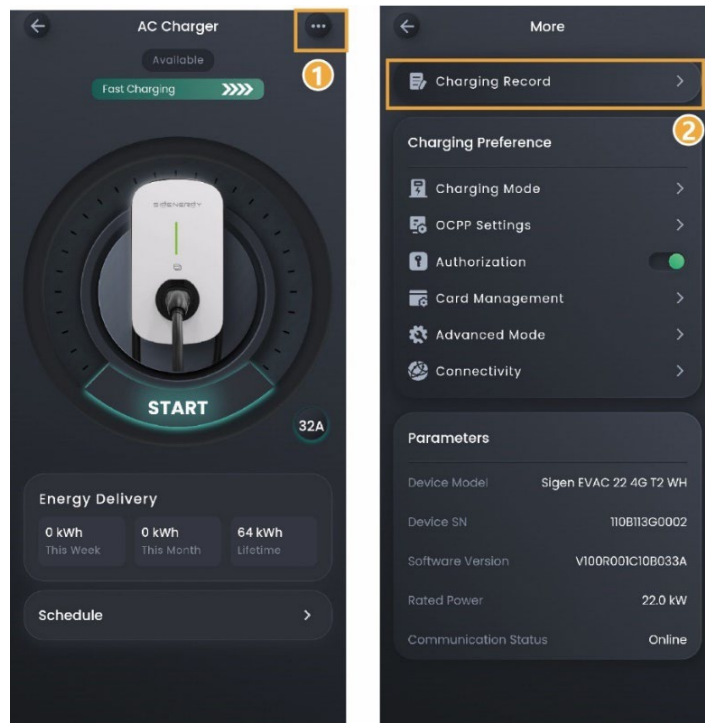 AC Charger
...
Available
Fast Charging
1
SIGENERGY
START
32A
Energy Delivery
0 kWh 0 kWh 64 kWh
This Week This Month Lifetime
Schedule
More
Charging Record
2
Charging Preference
Charging Mode
OCPP Settings
Authorization
Card Management
Advanced Mode
Connectivity
Parameters
Device Model Sigen EVAC 22 4G T2 WH
Device SN 110B113G0002
Software Version V100R001C10B033A
Rated Power 22.0 kW
Communication Status Online